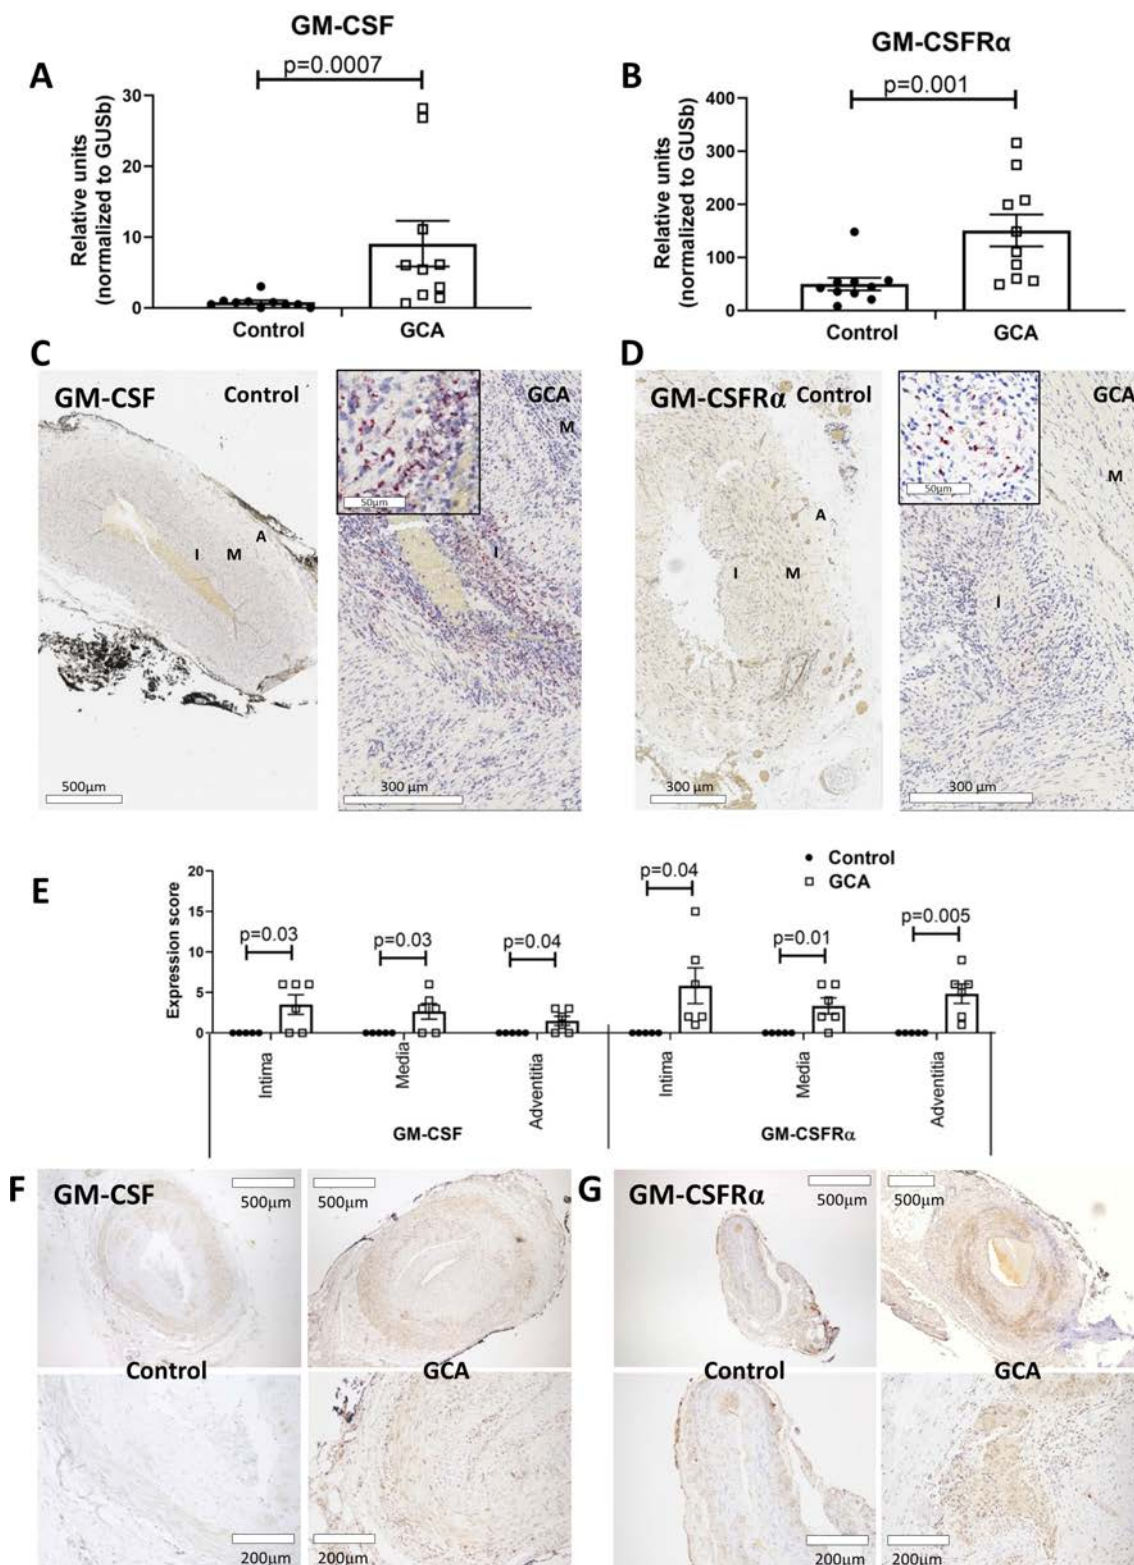 GM-CSF
A
p=0.0007
Relative units
(normalized to GUSb)
30
20
10
0
Control
GCA
GM-CSFRα
B
p=0.001
Relative units
(normalized to GUSb)
400
300
200
100
0
Control
GCA
C
GM-CSF
Control
I
M
A
500μm
GCA
M
I
50μm
300 μm
D
GM-CSFRα
Control
A
I
M
300 μm
GCA
M
I
50μm
300 μm
E
Control
GCA
Expression score
20
15
10
5
0
p=0.03
p=0.03
p=0.04
p=0.04
p=0.01
p=0.005
Intima
Media
Adventitia
Intima
Media
Adventitia
GM-CSF
GM-CSFRα
F
GM-CSF
500μm
500μm
Control
GCA
200μm
200μm
G
GM-CSFRα
500μm
500μm
Control
GCA
200μm
200μm